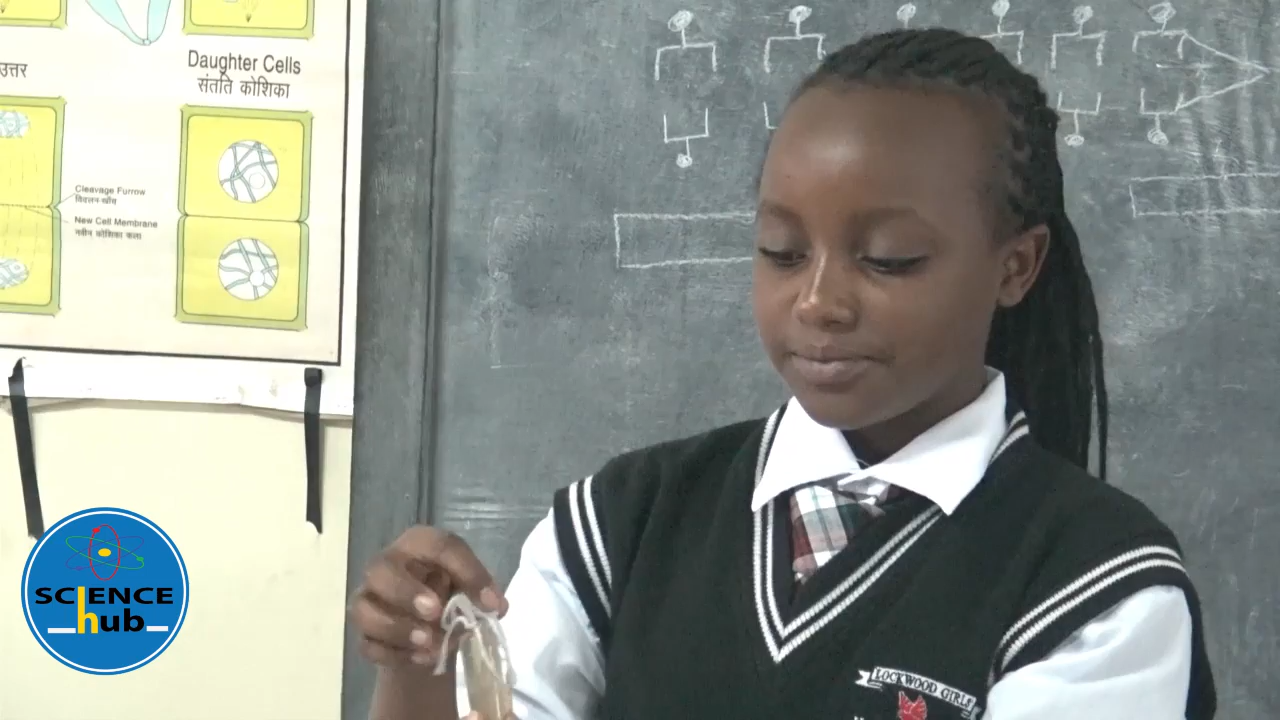 उत्तर
Daughter Cells
संतति कोशिका
Cleavage Furrow
विदलन खाँच
New Cell Membrane
नवीन कोशिका कला
SCIENCE
hub
LOCKWOOD GIRLS